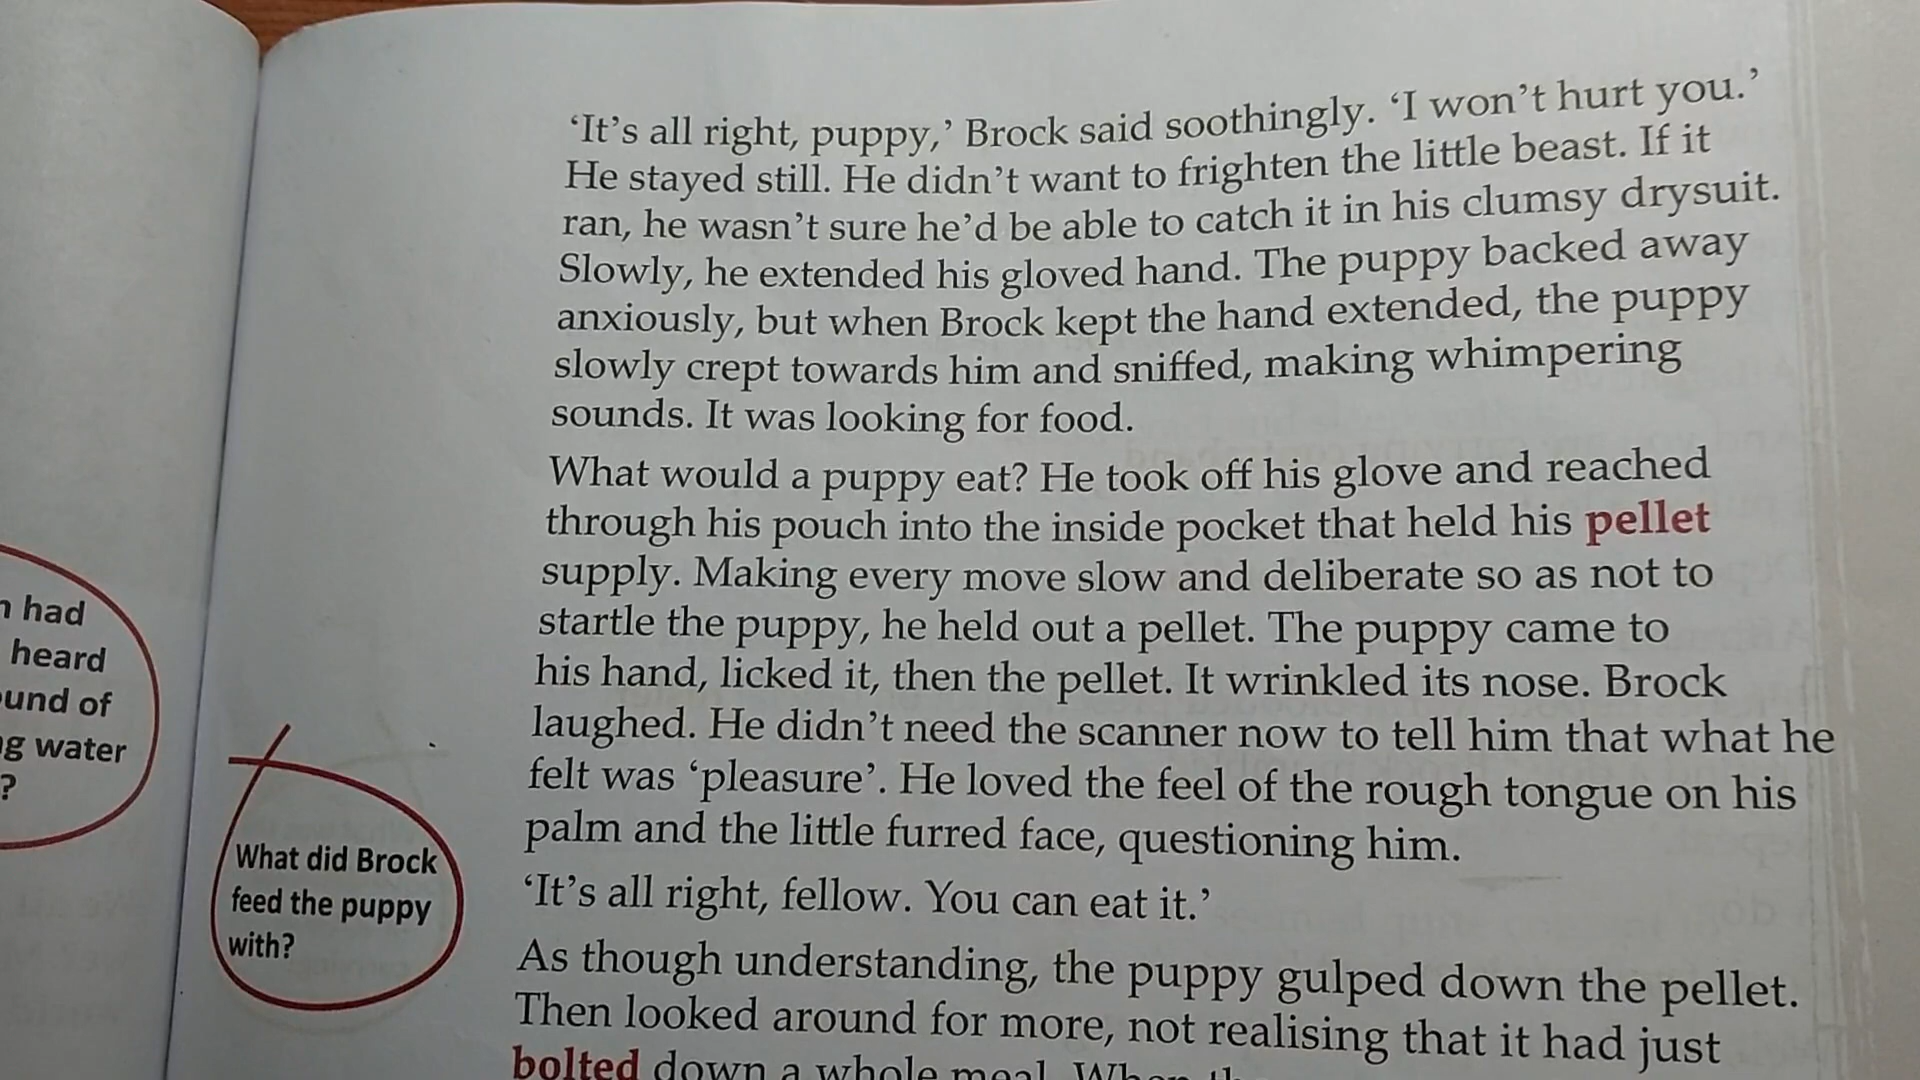 ‘It’s all right, puppy,’ Brock said soothingly. ‘I won’t hurt you.’
He stayed still. He didn’t want to frighten the little beast. If it
ran, he wasn’t sure he’d be able to catch it in his clumsy drysuit.
Slowly, he extended his gloved hand. The puppy backed away
anxiously, but when Brock kept the hand extended, the puppy
slowly crept towards him and sniffed, making whimpering
sounds. It was looking for food.
What would a puppy eat? He took off his glove and reached
through his pouch into the inside pocket that held his pellet
supply. Making every move slow and deliberate so as not to
startle the puppy, he held out a pellet. The puppy came to
his hand, licked it, then the pellet. It wrinkled its nose. Brock
laughed. He didn’t need the scanner now to tell him that what he
felt was ‘pleasure’. He loved the feel of the rough tongue on his
palm and the little furred face, questioning him.
‘It’s all right, fellow. You can eat it.’
As though understanding, the puppy gulped down the pellet.
Then looked around for more, not realising that it had just
bolted down a whole meal. When
had
heard
of
water
?
What did Brock
feed the puppy
with?